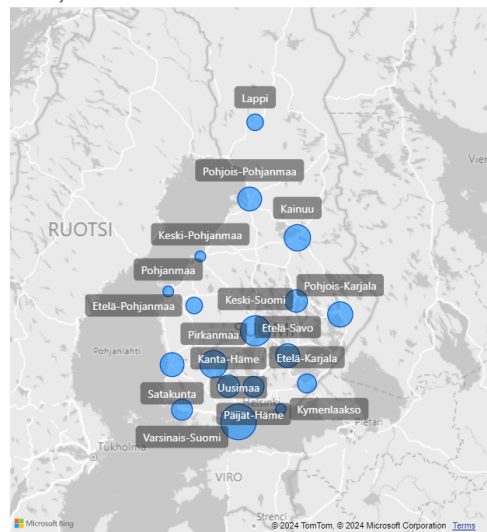 Lappi
Vier
Pohjois-Pohjanmaa
Kainuu
RUOTSI
Keski-Pohjanmaa
Pohjanmaa
Pohjois-Karjala
Etelä-Pohjanmaa
Keski-Suomi
Etelä-Savo
Pirkanmaa
Pohjanlahti
Kanta-Häme
Etelä-Karjala
Uusimaa
Satakunta
Helsinki
Päijät-Häme
Kymenlaakso
Pietari
Varsinais-Suomi
Tukholma
VIRO
Strenci
Microsoft Bing
© 2024 TomTom, © 2024 Microsoft Corporation Terms